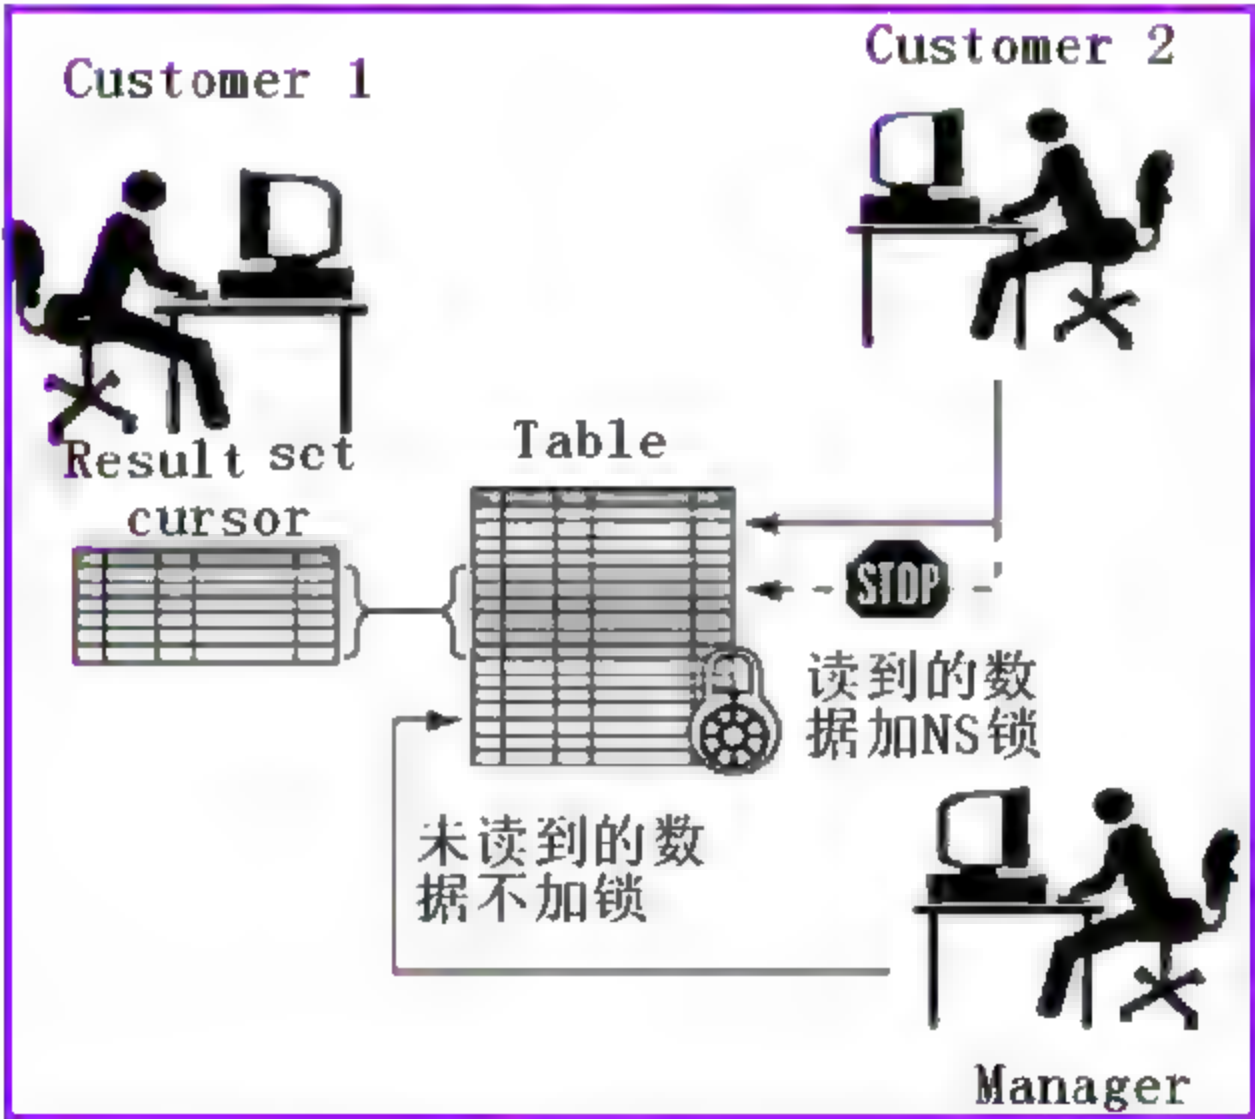 Customer 1
Customer 2
Result set
cursor
Table
STOP
读到的数
据加NS锁
未读到的数
据不加锁
Manager